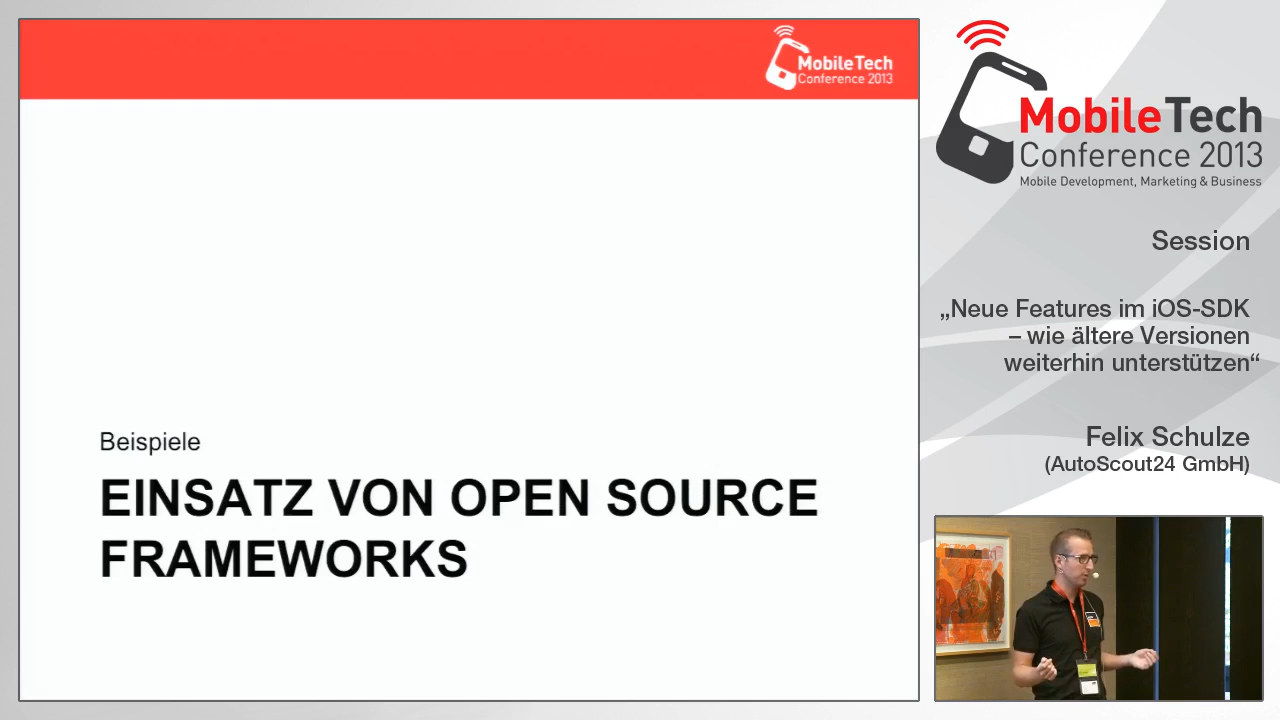 MobileTech
Conference 2013
Beispiele
EINSATZ VON OPEN SOURCE
FRAMEWORKS
MobileTech
Conference 2013
Mobile Development, Marketing & Business
Session
„Neue Features im iOS-SDK
– wie ältere Versionen
weiterhin unterstützen“
Felix Schulze
(AutoScout24 GmbH)